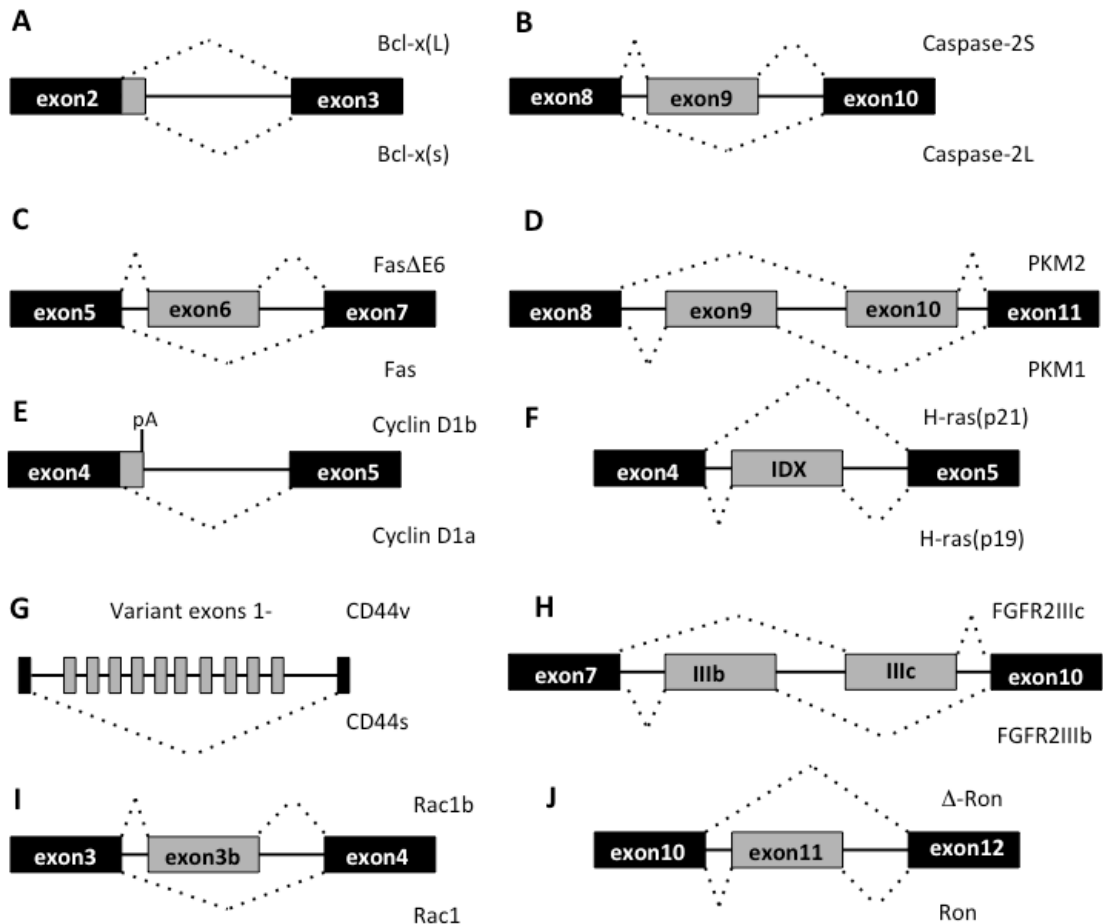 A
Bcl-x(L)
exon2
exon3
Bcl-x(s)
B
Caspase-2S
exon8
exon9
exon10
Caspase-2L
C
FasΔE6
exon5
exon6
exon7
Fas
D
PKM2
exon8
exon9
exon10
exon11
PKM1
E
pA
Cyclin D1b
exon4
exon5
Cyclin D1a
F
H-ras(p21)
exon4
IDX
exon5
H-ras(p19)
G
Variant exons 1-
CD44v
CD44s
H
FGFR2IIIc
exon7
IIIb
IIIc
exon10
FGFR2IIIb
I
Rac1b
exon3
exon3b
exon4
Rac1
J
Δ-Ron
exon10
exon11
exon12
Ron